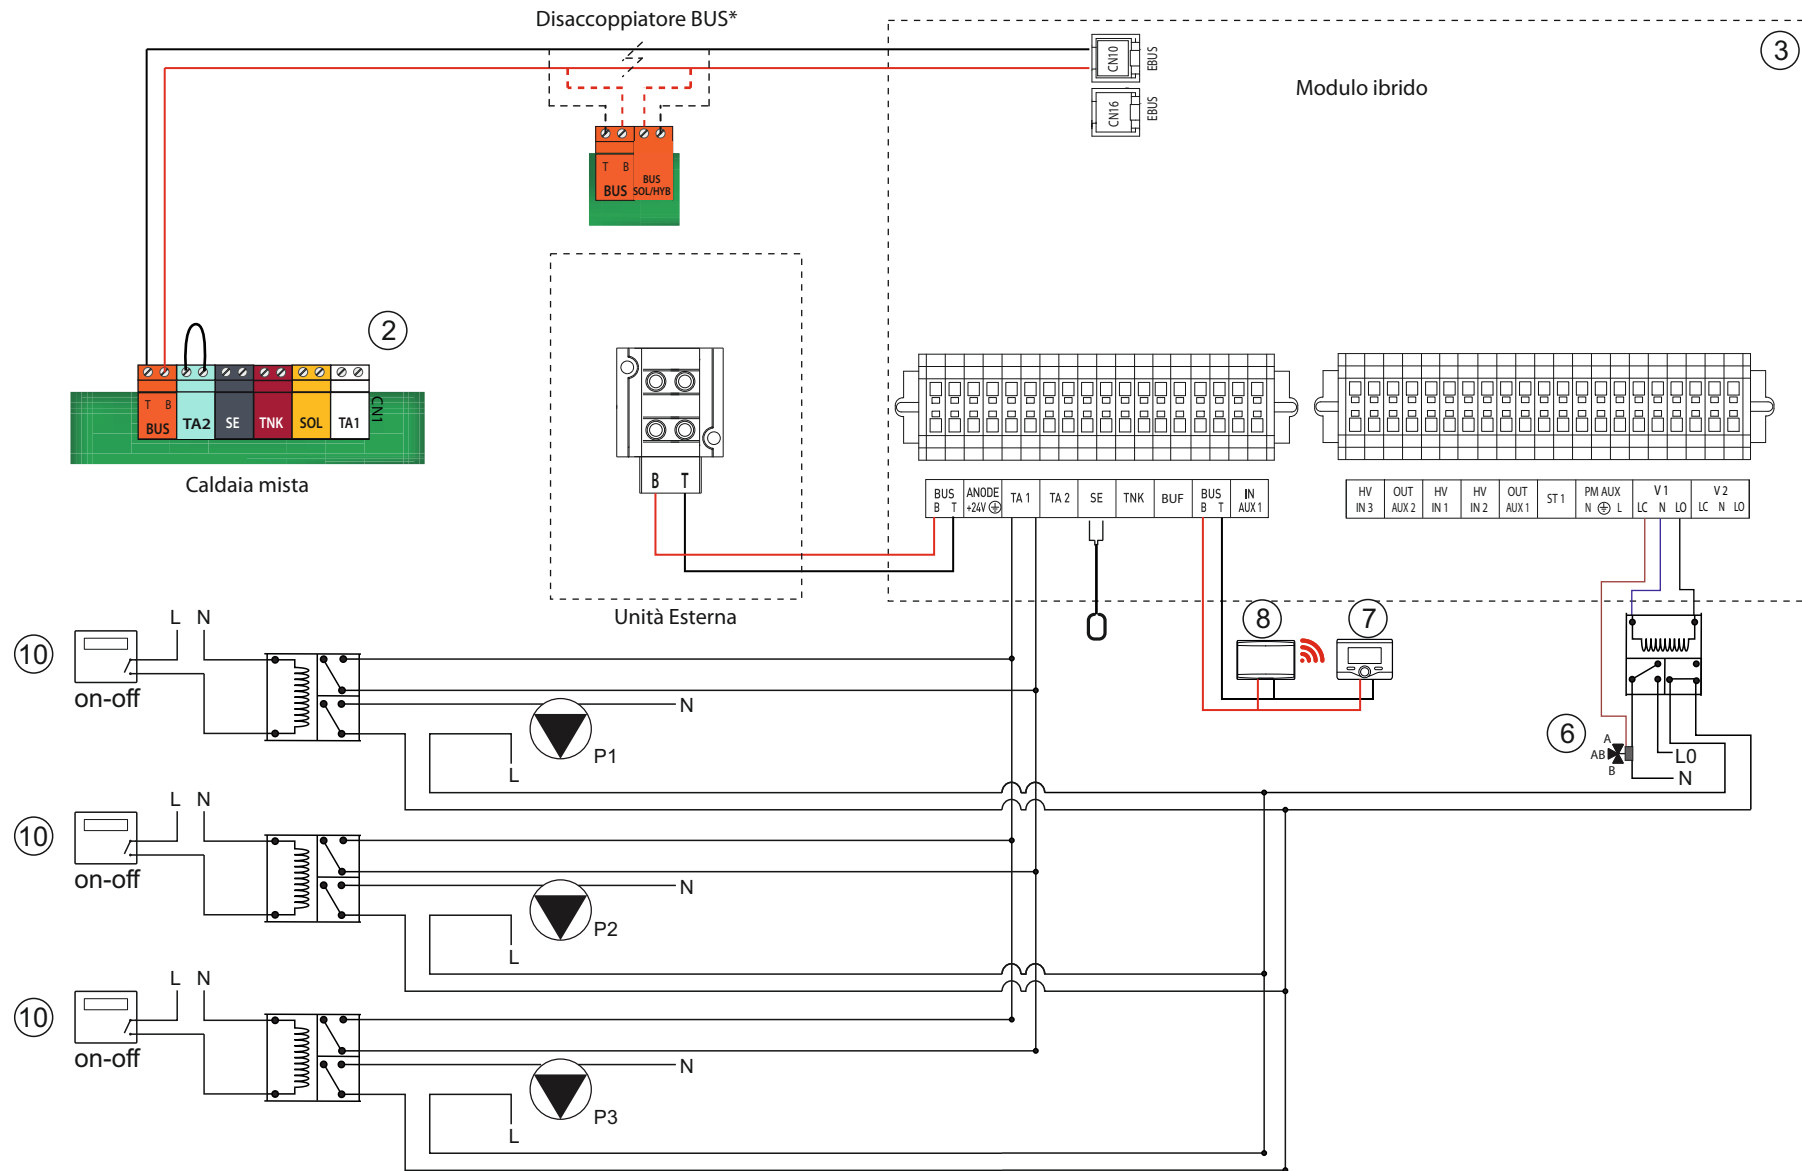 Disaccoppiatore BUS*
3
CN10
EBUS
Modulo ibrido
CN16
EBUS
T B
BUS
BUS
SOL/HYB
2
T B
BUS
TA2
SE
TNK
SOL
TA1
CN1
Caldaia mista
B T
Unità Esterna
BUS
B T
ANODE
+24V
TA 1
TA 2
SE
TNK
BUF
BUS
B T
IN
AUX 1
HV
IN 3
OUT
AUX 2
HV
IN 1
HV
IN 2
OUT
AUX 1
ST 1
PM AUX
N L
V 1
LC N LO
V 2
LC N LO
8
7
6
A
AB
B
L0
N
10
L N
on-off
N
P1
L
10
L N
on-off
N
P2
L
10
L N
on-off
N
P3
L